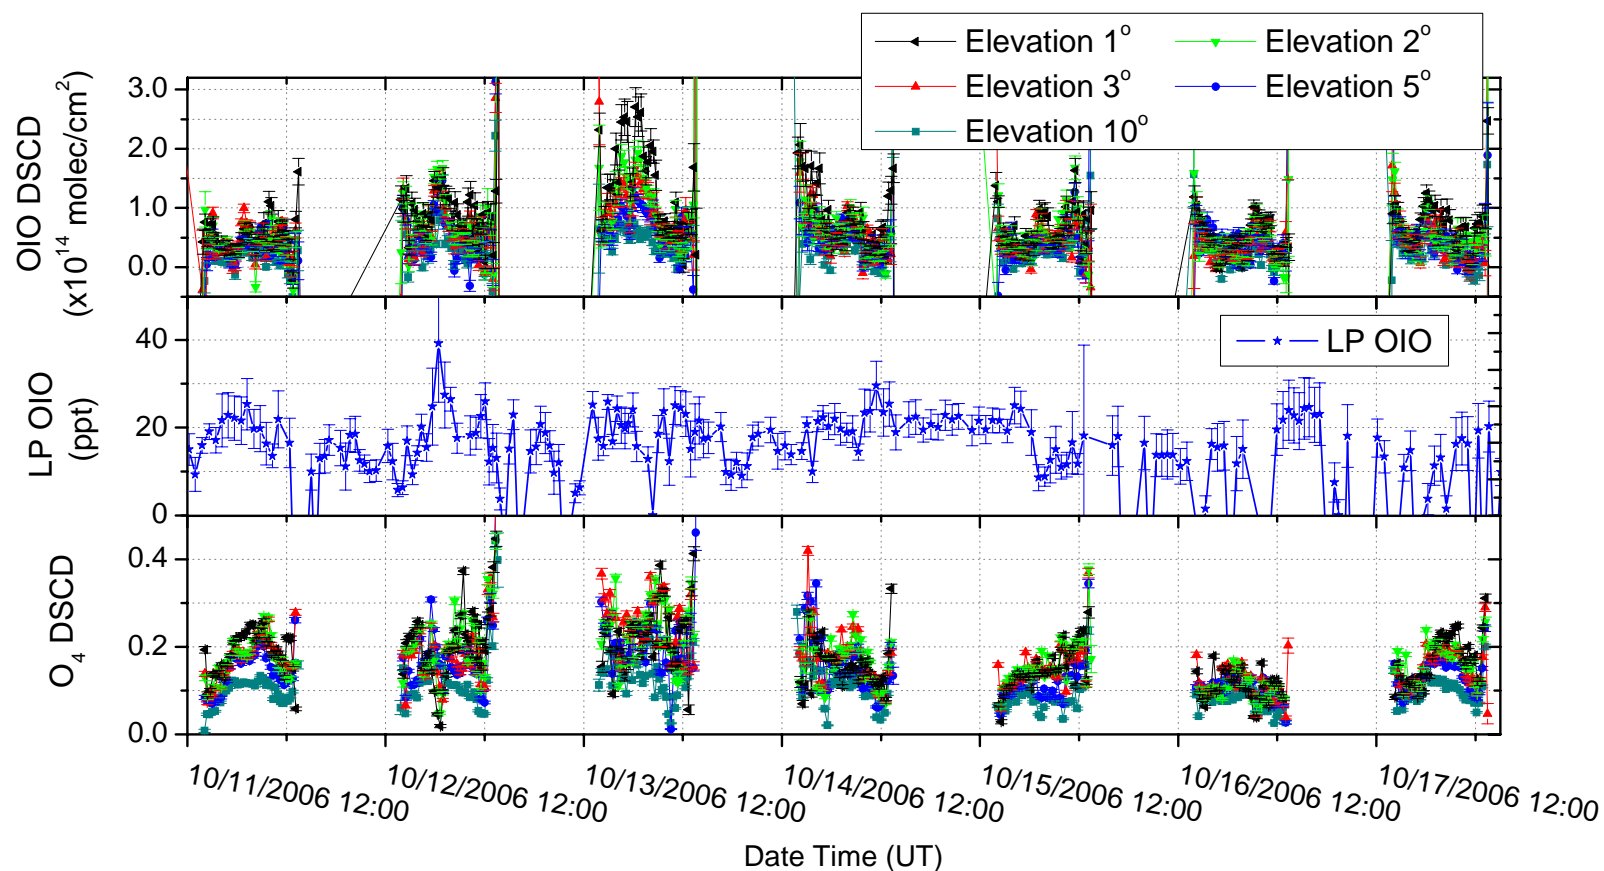 Elevation 1°
Elevation 2°
Elevation 3°
Elevation 5°
Elevation 10°
OIO DSCD
(x10¹⁴ molec/cm²)
3.0
2.0
1.0
0.0
LP OIO
LP OIO
(ppt)
40
20
0
O₄ DSCD
0.4
0.2
0.0
10/11/2006 12:00
10/12/2006 12:00
10/13/2006 12:00
10/14/2006 12:00
10/15/2006 12:00
10/16/2006 12:00
10/17/2006 12:00
Date Time (UT)